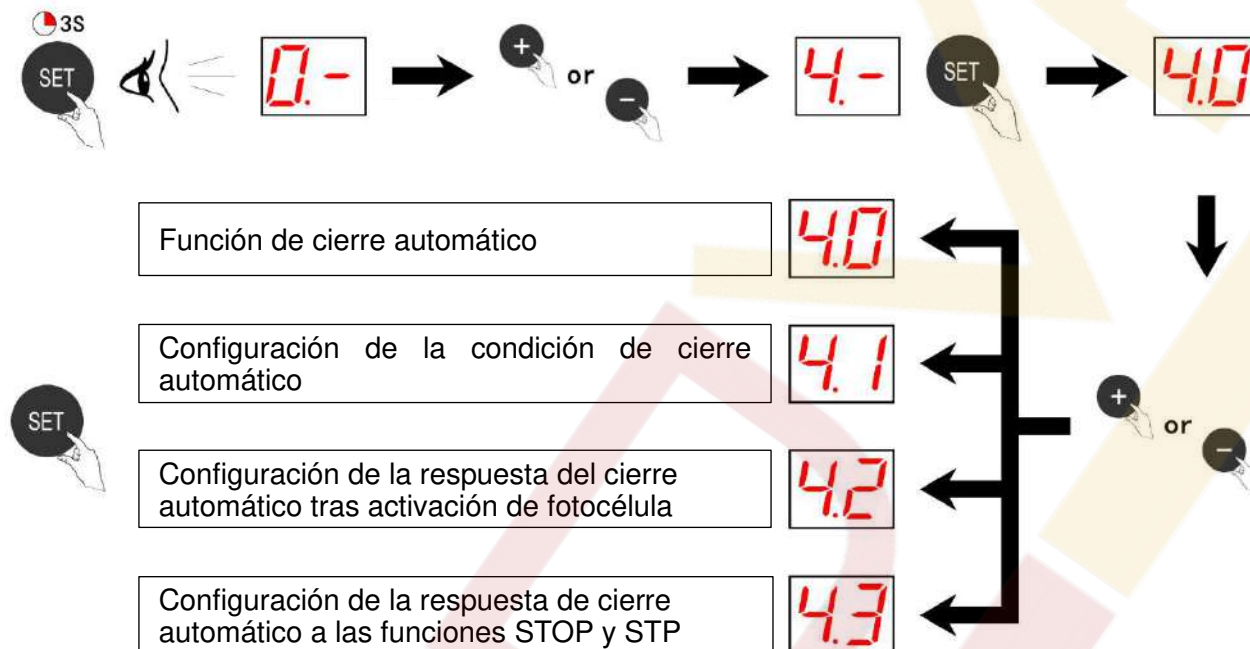 3S
SET
0.-
+
or
-
4.-
SET
4.0
Función de cierre automático
4.0
Configuración de la condición de cierre
automático
4.1
SET
+
or
-
Configuración de la respuesta del cierre
automático tras activación de fotocélula
4.2
Configuración de la respuesta de cierre
automático a las funciones STOP y STP
4.3